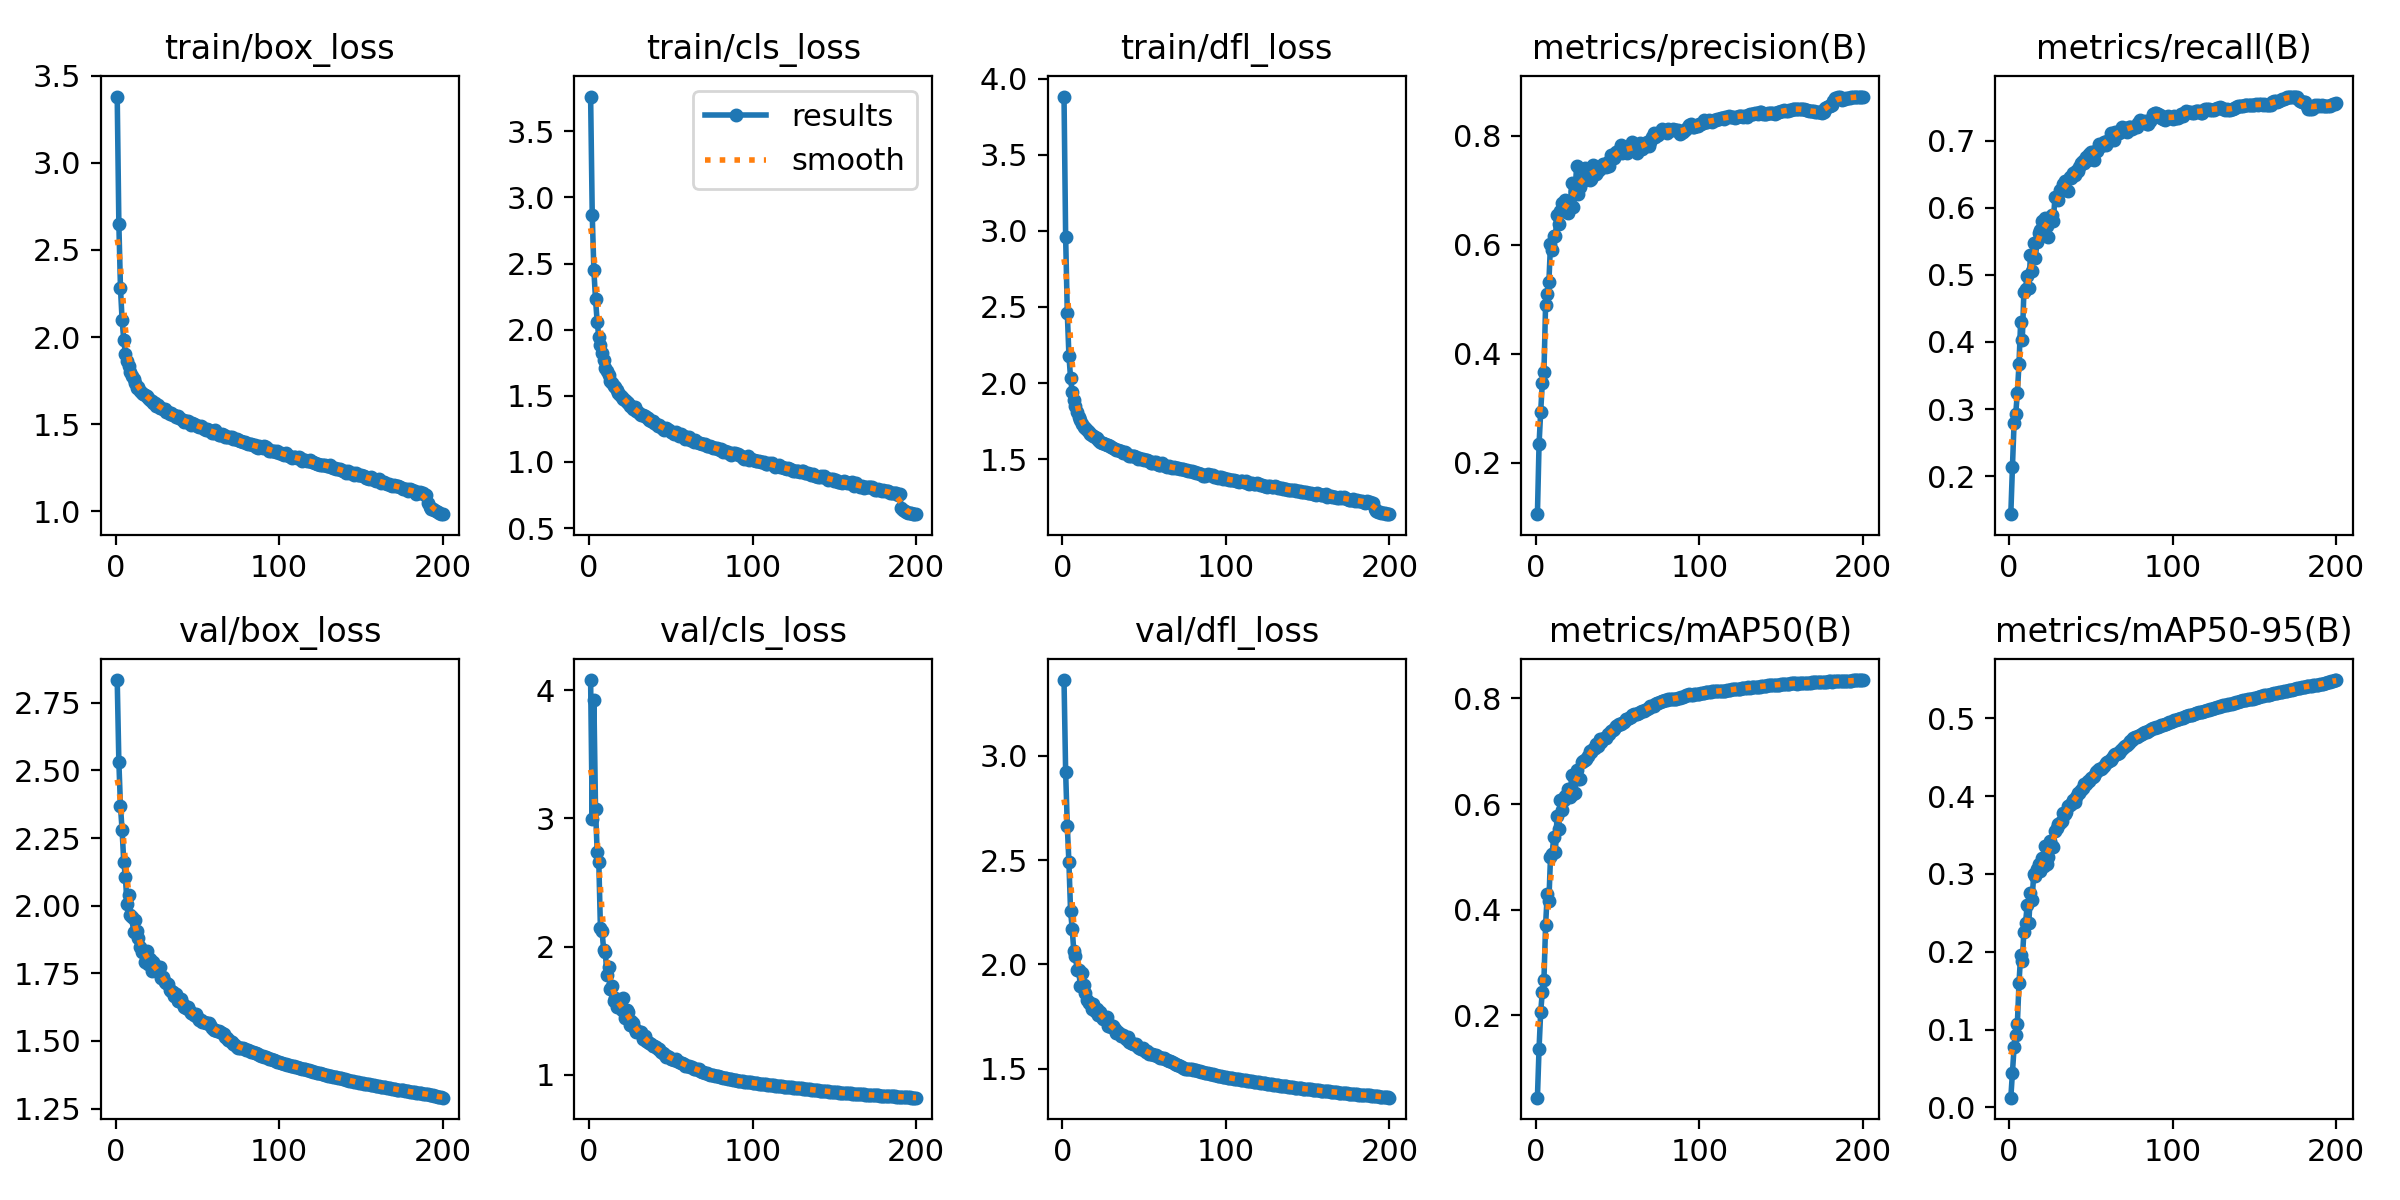 train/box_loss
3.5
3.0
2.5
2.0
1.5
1.0
0 100 200
train/cls_loss
results
smooth
3.5
3.0
2.5
2.0
1.5
1.0
0.5
0 100 200
train/dfl_loss
4.0
3.5
3.0
2.5
2.0
1.5
0 100 200
metrics/precision(B)
0.8
0.6
0.4
0.2
0 100 200
metrics/recall(B)
0.7
0.6
0.5
0.4
0.3
0.2
0 100 200
val/box_loss
2.75
2.50
2.25
2.00
1.75
1.50
1.25
0 100 200
val/cls_loss
4
3
2
1
0 100 200
val/dfl_loss
3.0
2.5
2.0
1.5
0 100 200
metrics/mAP50(B)
0.8
0.6
0.4
0.2
0 100 200
metrics/mAP50-95(B)
0.5
0.4
0.3
0.2
0.1
0.0
0 100 200